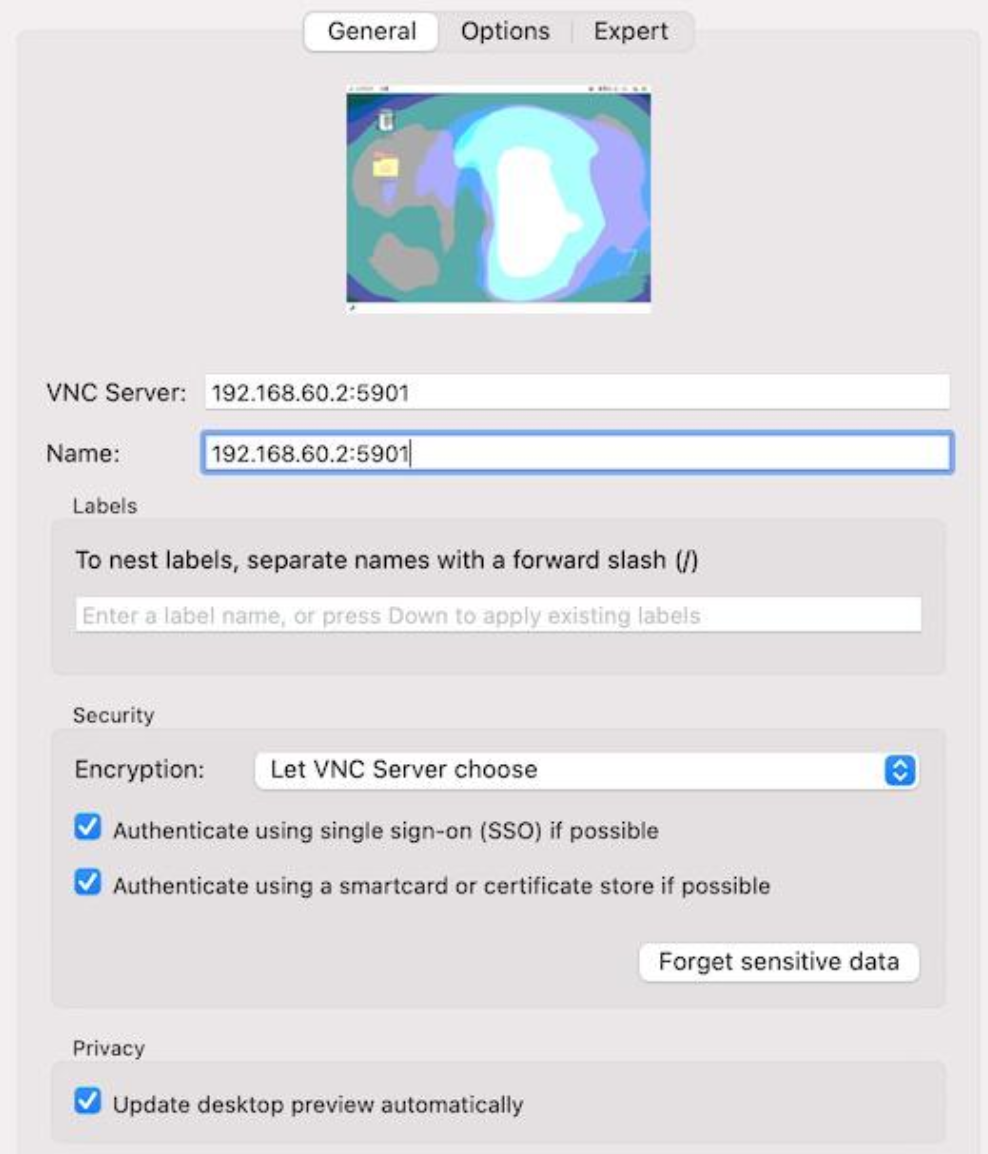 General Options Expert
VNC Server: 192.168.60.2:5901
Name: 192.168.60.2:5901
Labels
To nest labels, separate names with a forward slash (/)
Enter a label name, or press Down to apply existing labels
Security
Encryption: Let VNC Server choose
Authenticate using single sign-on (SSO) if possible
Authenticate using a smartcard or certificate store if possible
Forget sensitive data
Privacy
Update desktop preview automatically